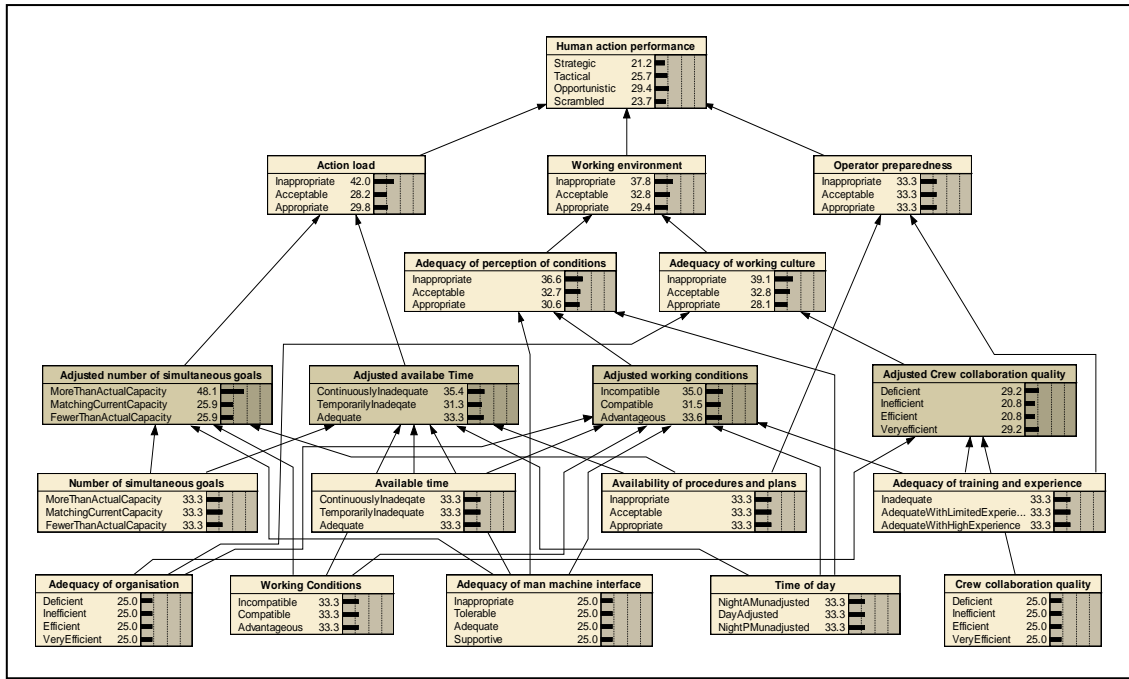 Human action performance
Strategic 21.2
Tactical 25.7
Opportunistic 29.4
Scrambled 23.7
Action load
Inappropriate 42.0
Acceptable 28.2
Appropriate 29.8
Working environment
Inappropriate 37.8
Acceptable 32.8
Appropriate 29.4
Operator preparedness
Inappropriate 33.3
Acceptable 33.3
Appropriate 33.3
Adequacy of perception of conditions
Inappropriate 36.6
Acceptable 32.7
Appropriate 30.6
Adequacy of working culture
Inappropriate 39.1
Acceptable 32.8
Appropriate 28.1
Adjusted number of simultaneous goals
MoreThanActualCapacity 48.1
MatchingCurrentCapacity 25.9
FewerThanActualCapacity 25.9
Adjusted availabe Time
ContinuouslyInadequate 35.4
TemporarilyInadeqate 31.3
Adequate 33.3
Adjusted working conditions
Incompatible 35.0
Compatible 31.5
Advantageous 33.6
Adjusted Crew collaboration quality
Deficient 29.2
Inefficient 20.8
Efficient 20.8
Veryefficient 29.2
Number of simultaneous goals
MoreThanActualCapacity 33.3
MatchingCurrentCapacity 33.3
FewerThanActualCapacity 33.3
Available time
ContinuouslyInadeqate 33.3
TemporarilyInadequate 33.3
Adequate 33.3
Availability of procedures and plans
Inappropriate 33.3
Acceptable 33.3
Appropriate 33.3
Adequacy of training and experience
Inadequate 33.3
AdequateWithLimitedExperie... 33.3
AdequateWithHighExperience 33.3
Adequacy of organisation
Deficient 25.0
Inefficient 25.0
Efficient 25.0
VeryEfficient 25.0
Working Conditions
Incompatible 33.3
Compatible 33.3
Advantageous 33.3
Adequacy of man machine interface
Inappropriate 25.0
Tolerable 25.0
Adequate 25.0
Supportive 25.0
Time of day
NightAMunadjusted 33.3
DayAdjusted 33.3
NightPMunadjusted 33.3
Crew collaboration quality
Deficient 25.0
Inefficient 25.0
Efficient 25.0
VeryEfficient 25.0